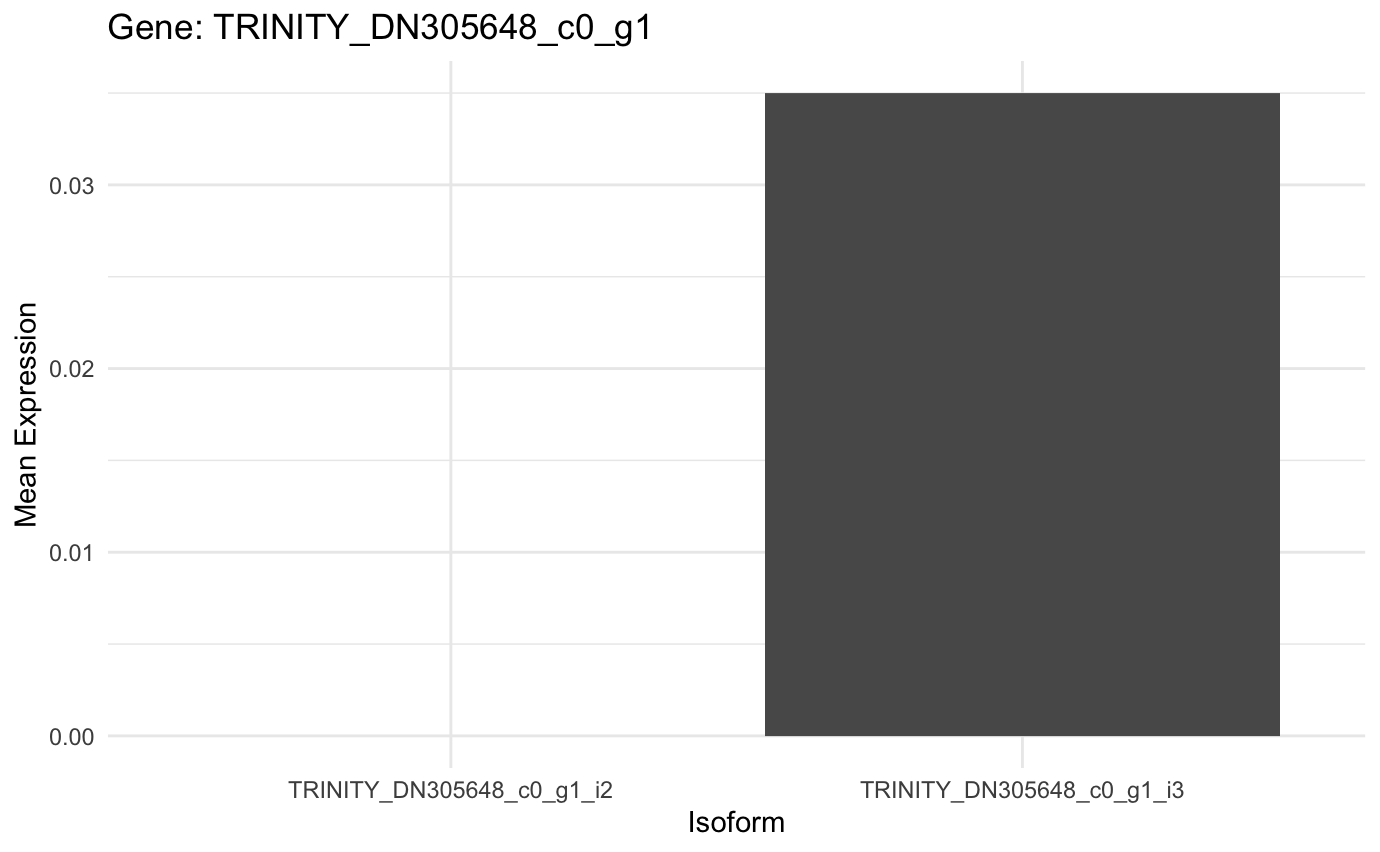 Gene: TRINITY_DN305648_c0_g1
0.03
0.02
0.01
0.00
Mean Expression
TRINITY_DN305648_c0_g1_i2
TRINITY_DN305648_c0_g1_i3
Isoform